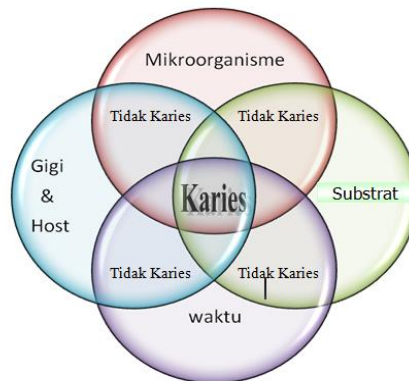 Mikroorganisme
Tidak Karies Tidak Karies
Gigi
&
Host
Karies
Substrat
Tidak Karies Tidak Karies
waktu